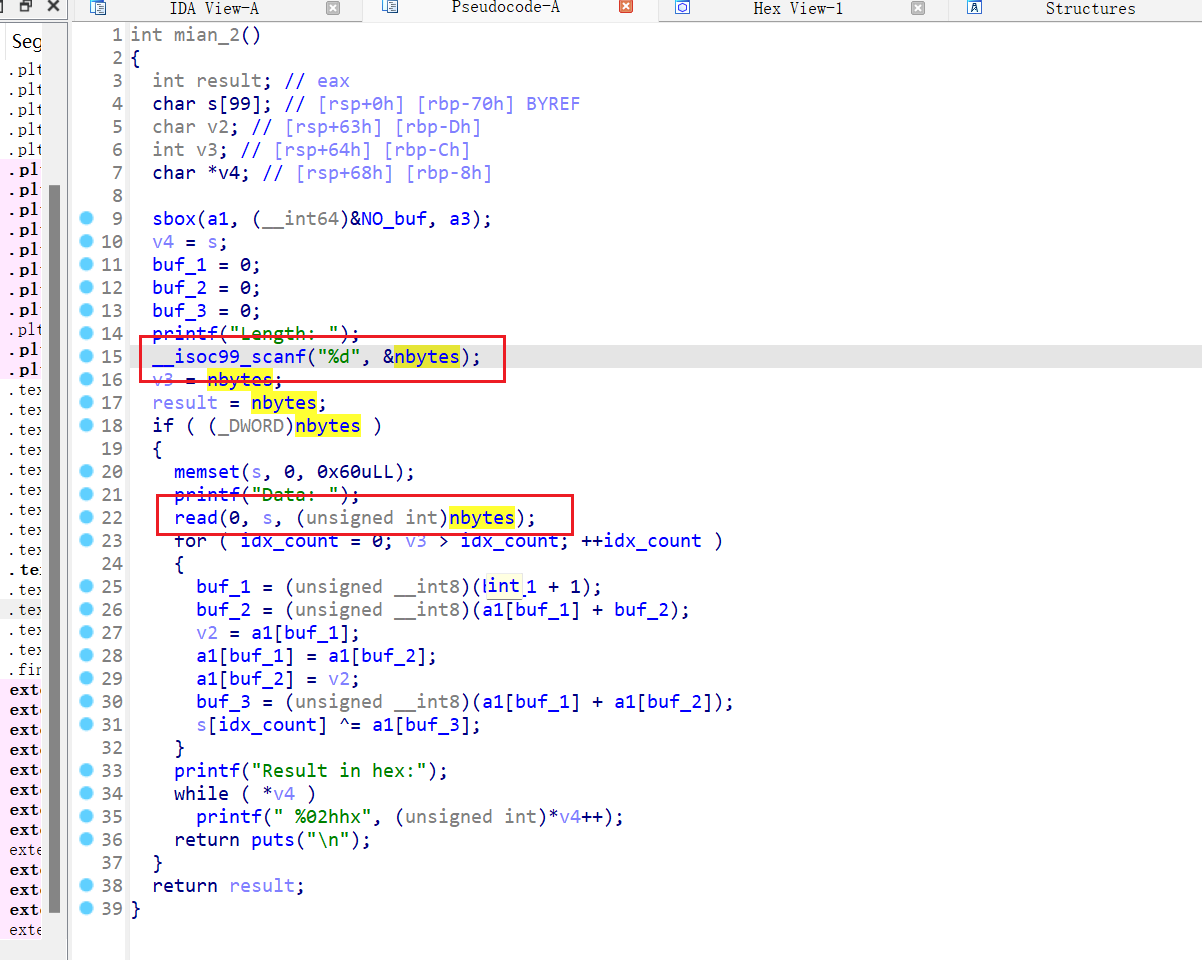 IDA View-A Pseudocode-A Hex View-1 Structures
Seg
.plt
.plt
.plt
.plt
.plt
.pl
.pl
.pl
.pl
.pl
.pl
.pl
.pl
.plt
.pl
.pl
.tex
.tex
.tex
.tex
.tex
.tex
.tex
.tex
.tex
.te
.tex
.tex
.tex
.tex
.fin
exte
exte
exte
exte
exte
exte
exte
exte
exte
exte
exte
exte
exte
1 int mian_2()
2 {
3 int result; // eax
4 char s[99]; // [rsp+0h] [rbp-70h] BYREF
5 char v2; // [rsp+63h] [rbp-Dh]
6 int v3; // [rsp+64h] [rbp-Ch]
7 char *v4; // [rsp+68h] [rbp-8h]
8
9 sbox(a1, (__int64)&NO_buf, a3);
10 v4 = s;
11 buf_1 = 0;
12 buf_2 = 0;
13 buf_3 = 0;
14 printf("Length: ");
15 __isoc99_scanf("%d", &nbytes);
16 v3 = nbytes;
17 result = nbytes;
18 if ( (_DWORD)nbytes )
19 {
20 memset(s, 0, 0x60uLL);
21 printf("Data: ");
22 read(0, s, (unsigned int)nbytes);
23 for ( idx_count = 0; v3 > idx_count; ++idx_count )
24 {
25 buf_1 = (unsigned __int8)(int_1 + 1);
26 buf_2 = (unsigned __int8)(a1[buf_1] + buf_2);
27 v2 = a1[buf_1];
28 a1[buf_1] = a1[buf_2];
29 a1[buf_2] = v2;
30 buf_3 = (unsigned __int8)(a1[buf_1] + a1[buf_2]);
31 s[idx_count] ^= a1[buf_3];
32 }
33 printf("Result in hex:");
34 while ( *v4 )
35 printf(" %02hhx", (unsigned int)*v4++);
36 return puts("\n");
37 }
38 return result;
39 }